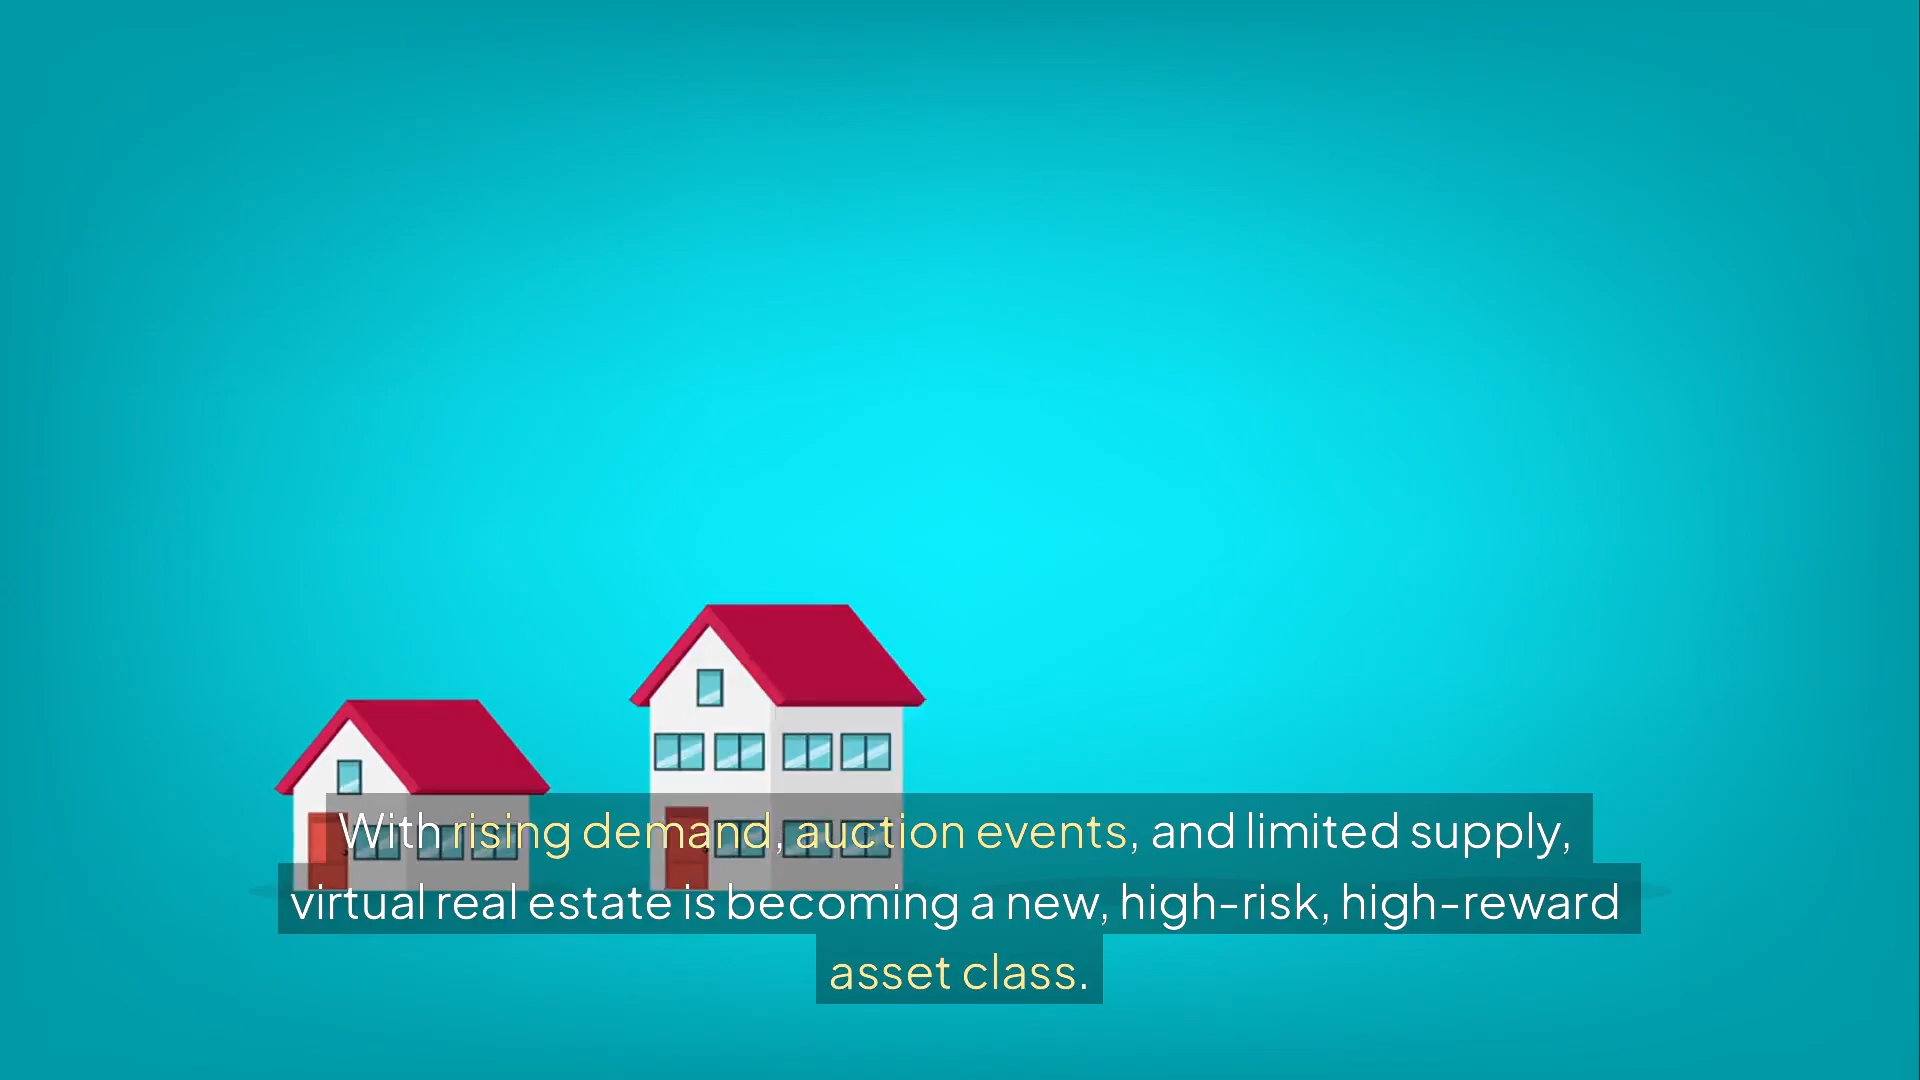 With rising demand, auction events, and limited supply,
virtual real estate is becoming a new, high-risk, high-reward
asset class.